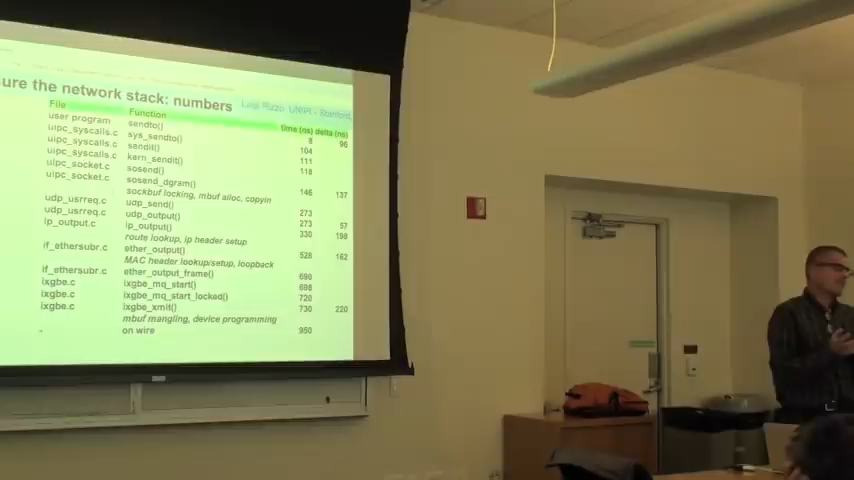 ure the network stack: numbers
Luigi Rizzo, UNIPI - Stanford,
File Function time (ns) delta (ns)
user program sendto() 8 96
uipc_syscalls.c sys_sendto() 104
uipc_syscalls.c sendit() 111
uipc_syscalls.c kern_sendit() 118
uipc_socket.c sosend()
uipc_socket.c sosend_dgram() 146 137
sockbuf locking, mbuf alloc, copyin
udp_usrreq.c udp_send() 273
udp_usrreq.c udp_output() 273 57
ip_output.c ip_output() 330 198
route lookup, ip header setup
if_ethersubr.c ether_output() 528 162
MAC header lookup/setup, loopback
if_ethersubr.c ether_output_frame() 690
ixgbe.c ixgbe_mq_start() 698
ixgbe.c ixgbe_mq_start_locked() 720
ixgbe.c ixgbe_xmit() 730 220
mbuf mangling, device programming
on wire 950